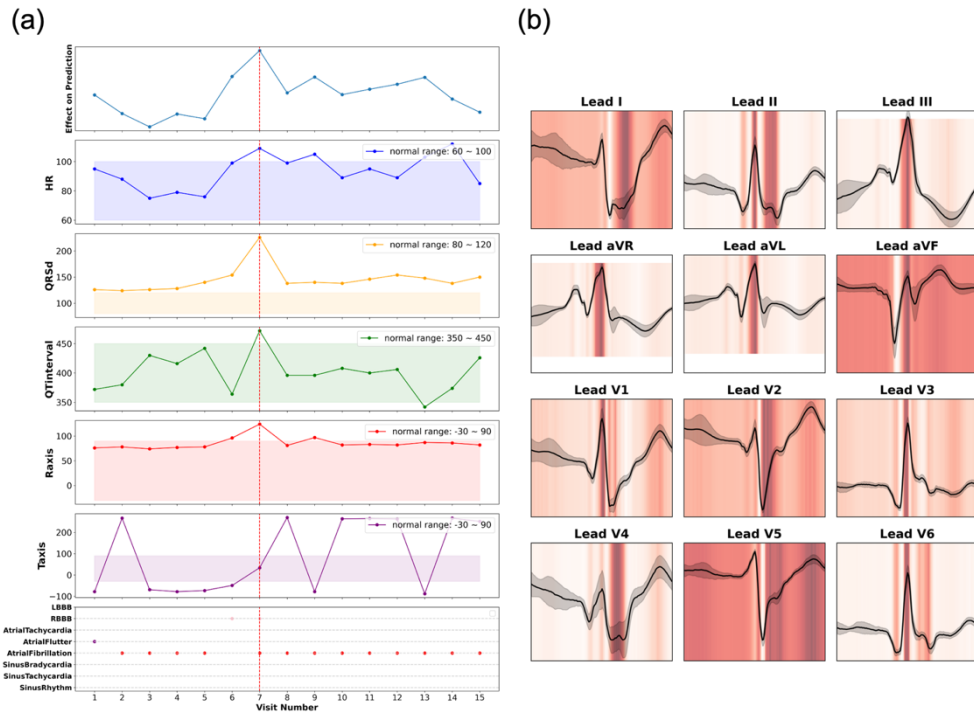 (a)
(b)
Effect on Prediction
HR
100
80
60
normal range: 60 ~ 100
QRSd
200
150
100
normal range: 80 ~ 120
QTinterval
450
400
350
normal range: 350 ~ 450
Raxis
100
50
0
normal range: -30 ~ 90
Taxis
200
100
0
−100
normal range: -30 ~ 90
LBBB
RBBB
AtrialTachycardia
AtrialFlutter
AtrialFibrillation
SinusBradycardia
SinusTachycardia
SinusRhythm
1 2 3 4 5 6 7 8 9 10 11 12 13 14 15
Visit Number
Lead I Lead II Lead III
Lead aVR Lead aVL Lead aVF
Lead V1 Lead V2 Lead V3
Lead V4 Lead V5 Lead V6